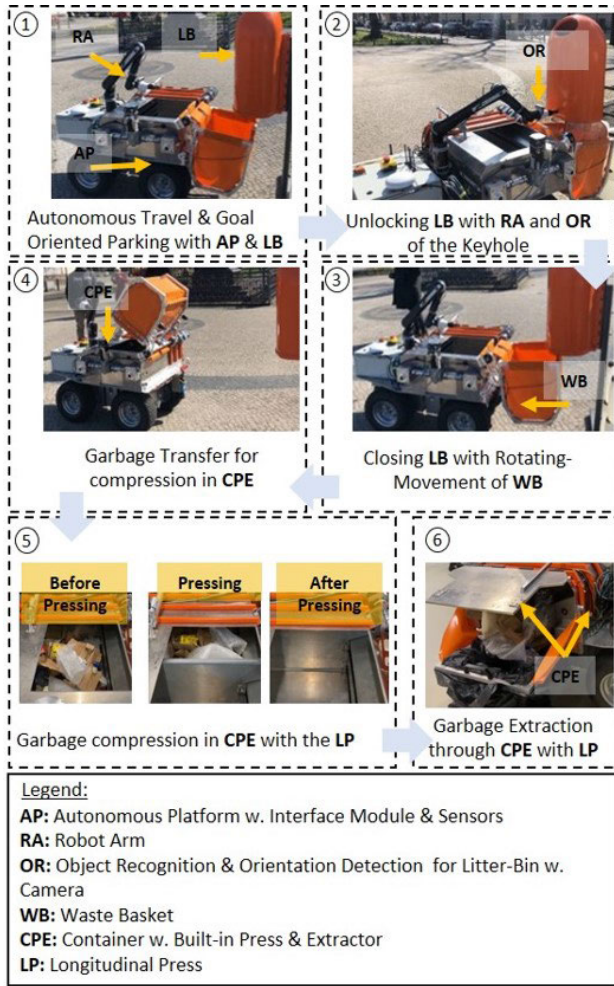 ①
RA
LB
AP
Autonomous Travel & Goal
Oriented Parking with AP & LB
②
OR
Unlocking LB with RA and OR
of the Keyhole
③
WB
Closing LB with Rotating-
Movement of WB
④
CPE
Garbage Transfer for
compression in CPE
⑤
Before
Pressing
Pressing
After
Pressing
Garbage compression in CPE with the LP
⑥
CPE
Garbage Extraction
through CPE with LP
Legend:
AP: Autonomous Platform w. Interface Module & Sensors
RA: Robot Arm
OR: Object Recognition & Orientation Detection for Litter-Bin w.
Camera
WB: Waste Basket
CPE: Container w. Built-in Press & Extractor
LP: Longitudinal Press